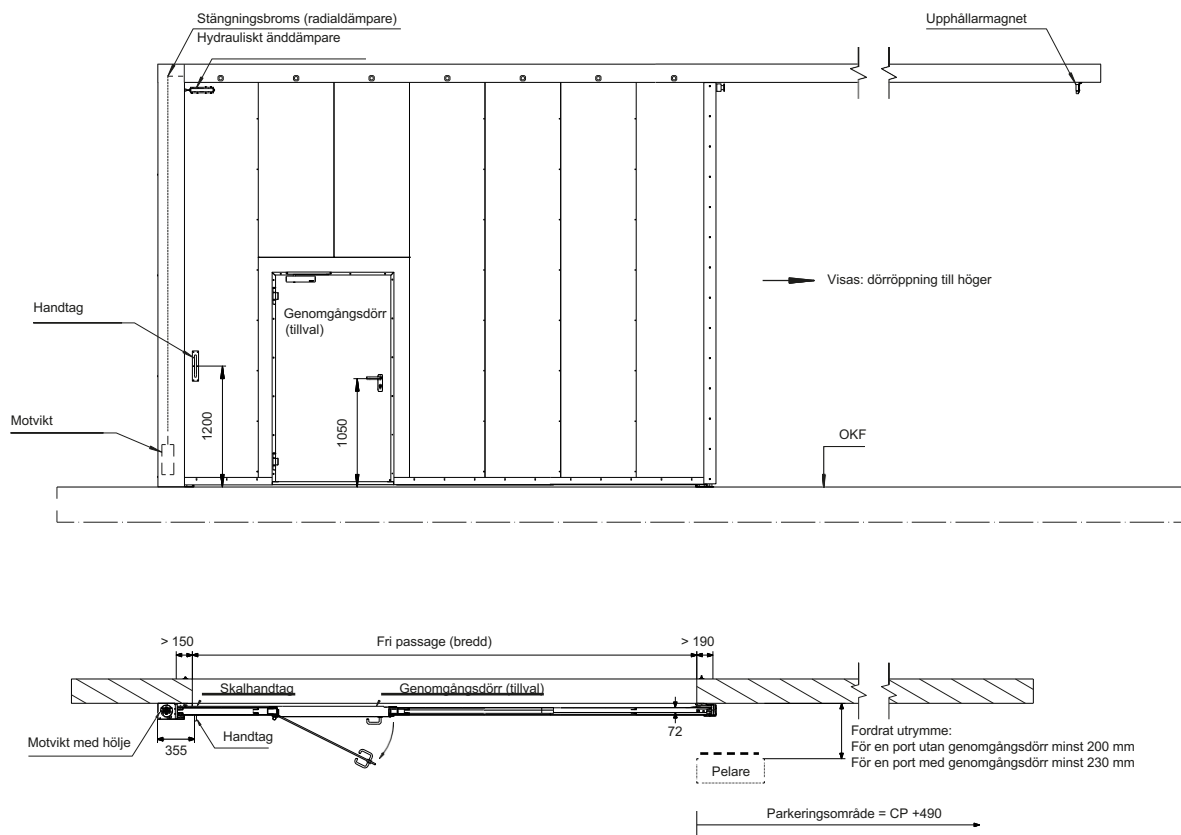 Stängningsbroms (radialdämpare)
Hydrauliskt änddämpare
Upphållarmagnet
Visas: dörröppning till höger
Handtag
Genomgångsdörr
(tillval)
Motvikt
1200
1050
OKF
> 150
Fri passage (bredd)
> 190
Skalhandtag
Genomgångsdörr (tillval)
Motvikt med hölje
355
Handtag
72
Fordrat utrymme:
För en port utan genomgångsdörr minst 200 mm
För en port med genomgångsdörr minst 230 mm
Pelare
Parkeringsområde = CP +490